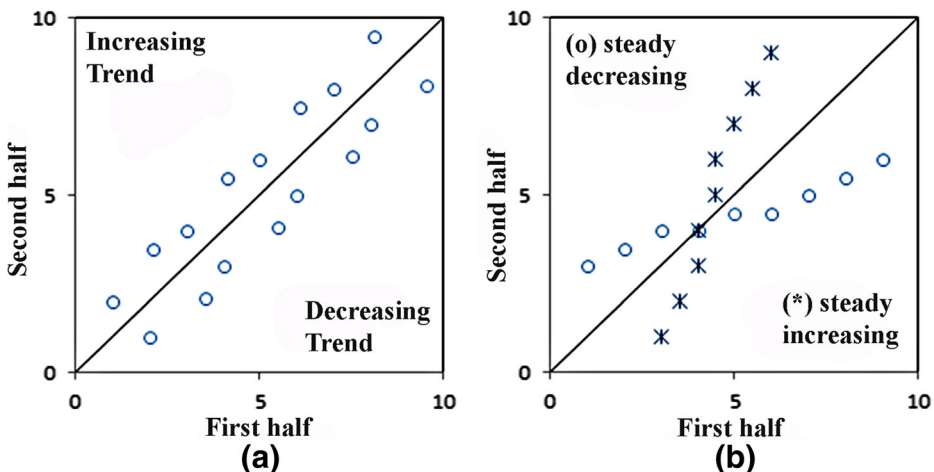 10
Increasing
Trend
Second half
5
Decreasing
Trend
0
0
5
10
First half
(a)
10
(o) steady
decreasing
Second half
5
(*) steady
increasing
0
0
5
10
First half
(b)